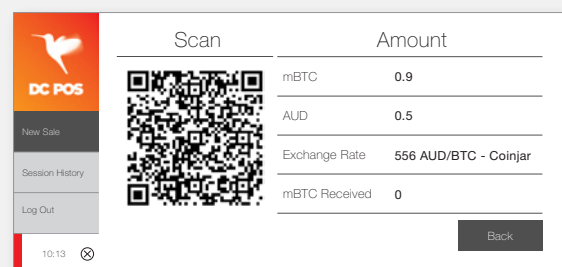 DC POS
New Sale
Session History
Log Out
10:13
Scan
Amount
mBTC 0.9
AUD 0.5
Exchange Rate 556 AUD/BTC - Coinjar
mBTC Received 0
Back